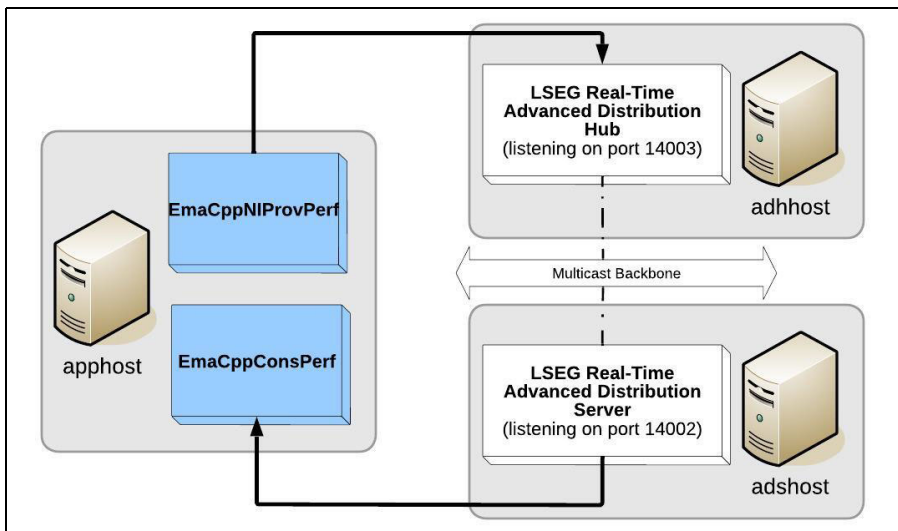 LSEG Real-Time
Advanced Distribution
Hub
(listening on port 14003)
adhhost
EmaCppNIProvPerf
Multicast Backbone
EmaCppConsPerf
apphost
LSEG Real-Time
Advanced Distribution
Server
(listening on port 14002)
adshost